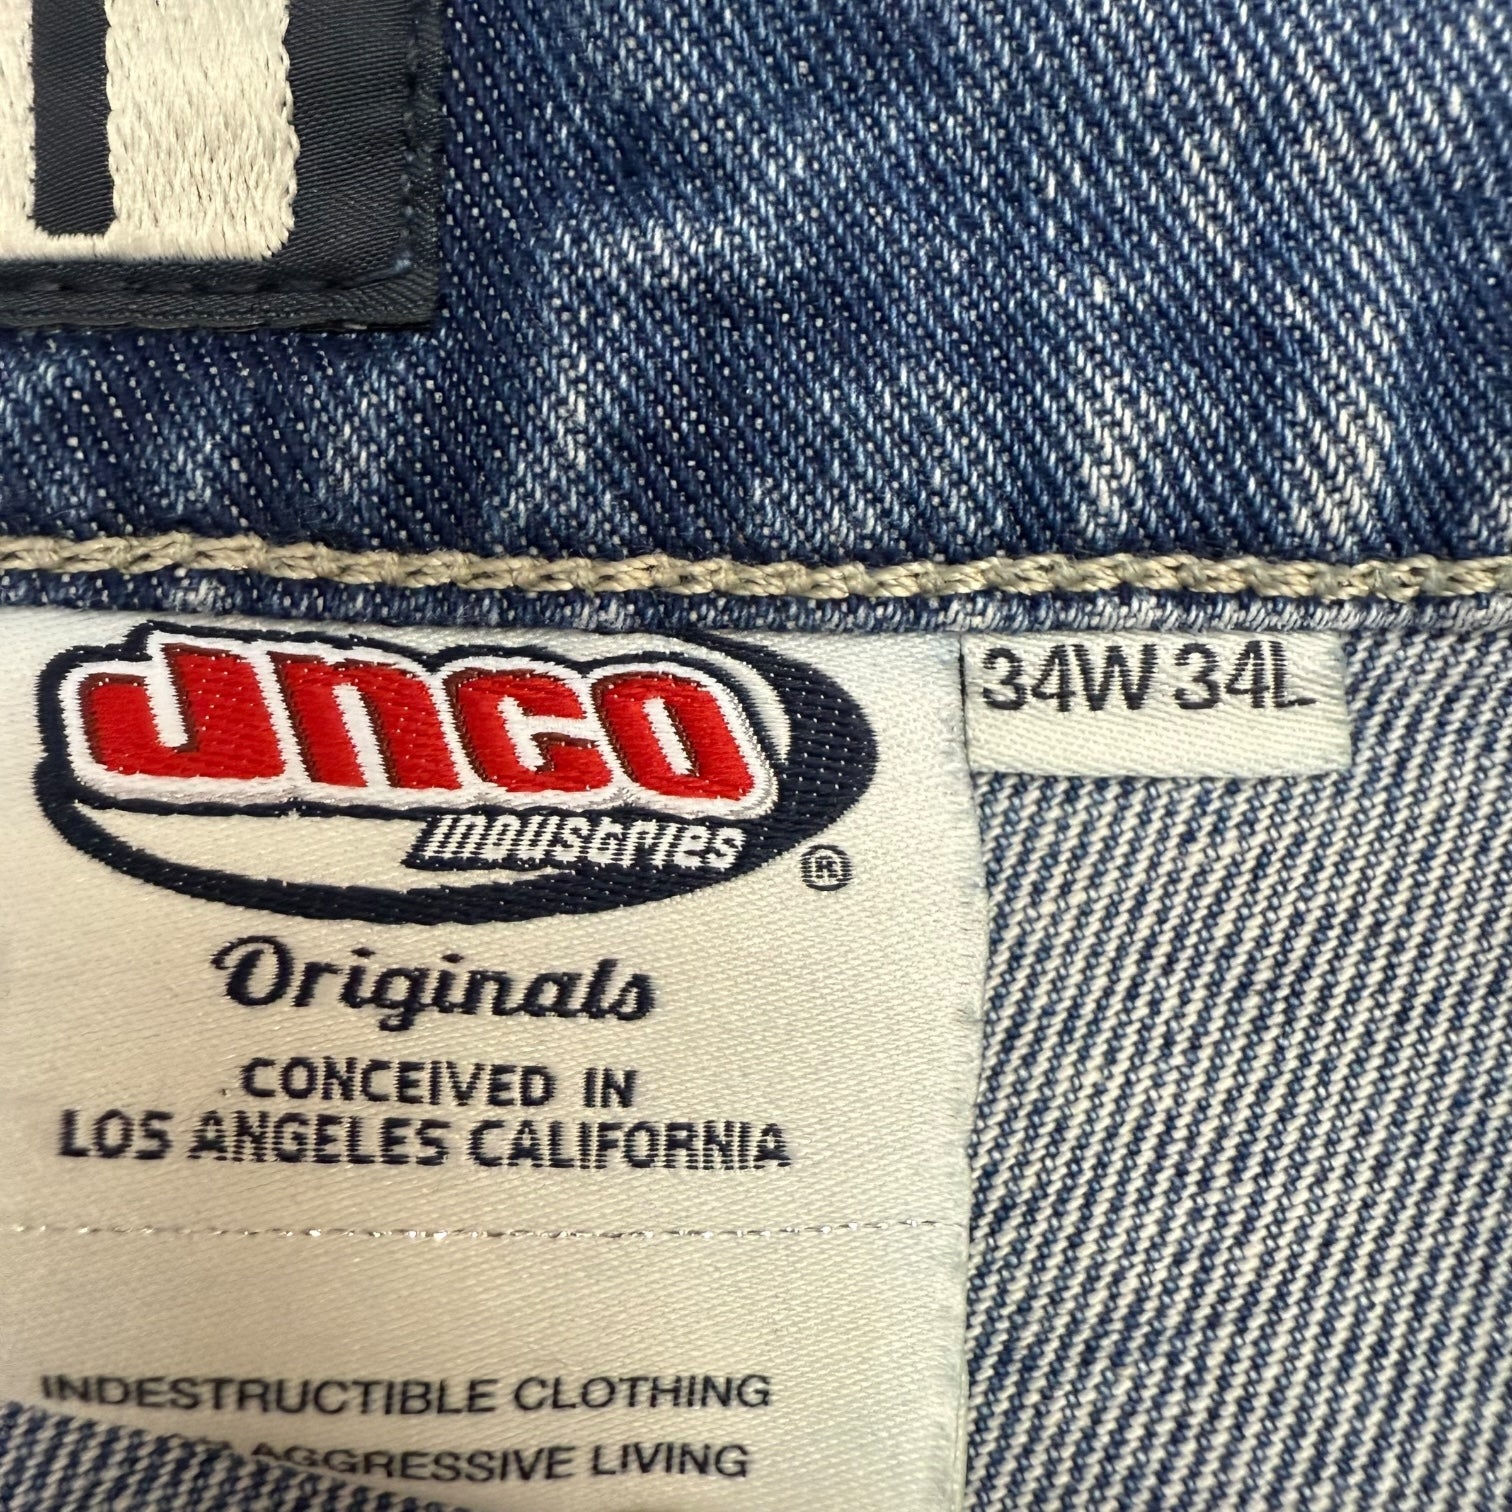 JNCO
industries
®
34W 34L
Originals
CONCEIVED IN
LOS ANGELES CALIFORNIA
INDESTRUCTIBLE CLOTHING
AGGRESSIVE LIVING